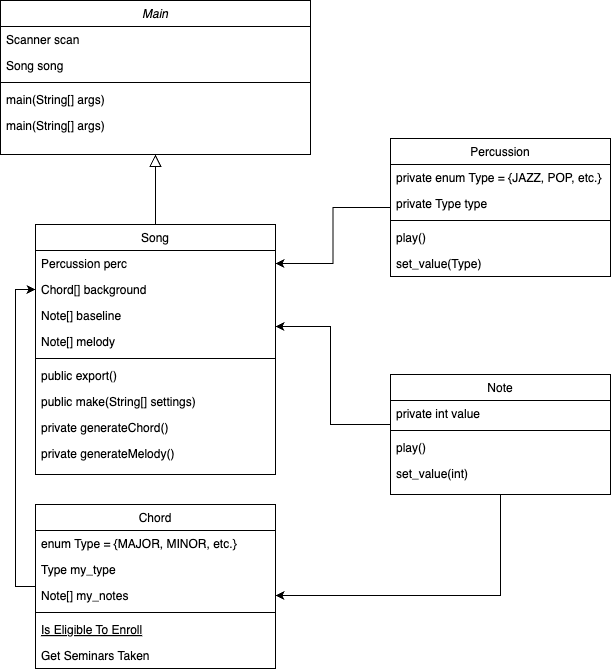 Main
Scanner scan
Song song
main(String[] args)
main(String[] args)
Percussion
private enum Type = {JAZZ, POP, etc.}
private Type type
play()
set_value(Type)
Song
Percussion perc
Chord[] background
Note[] baseline
Note[] melody
public export()
public make(String[] settings)
private generateChord()
private generateMelody()
Note
private int value
play()
set_value(int)
Chord
enum Type = {MAJOR, MINOR, etc.}
Type my_type
Note[] my_notes
Is Eligible To Enroll
Get Seminars Taken